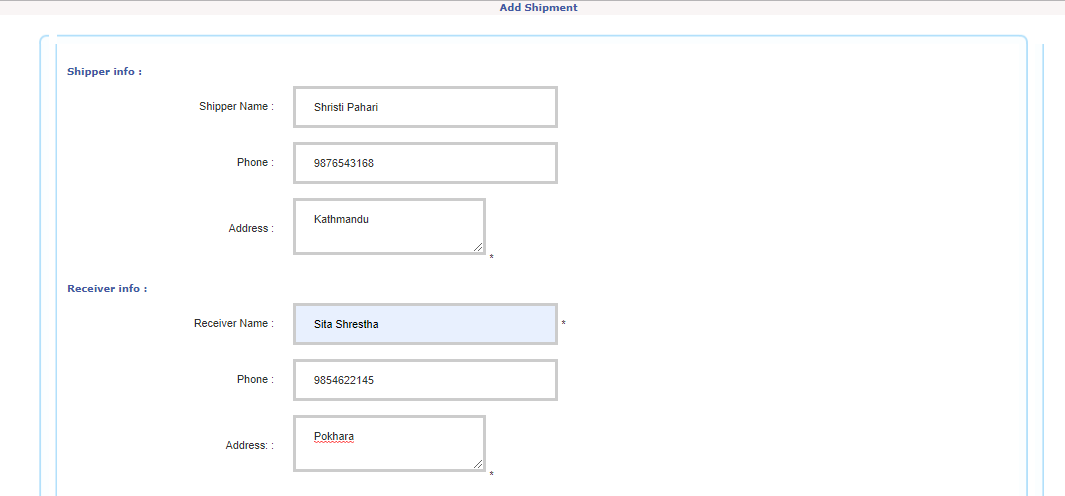 Add Shipment
Shipper info :
Shipper Name : Shristi Pahari
Phone : 9876543168
Address : Kathmandu
*
Receiver info :
Receiver Name : Sita Shrestha *
Phone : 9854622145
Address: : Pokhara
*